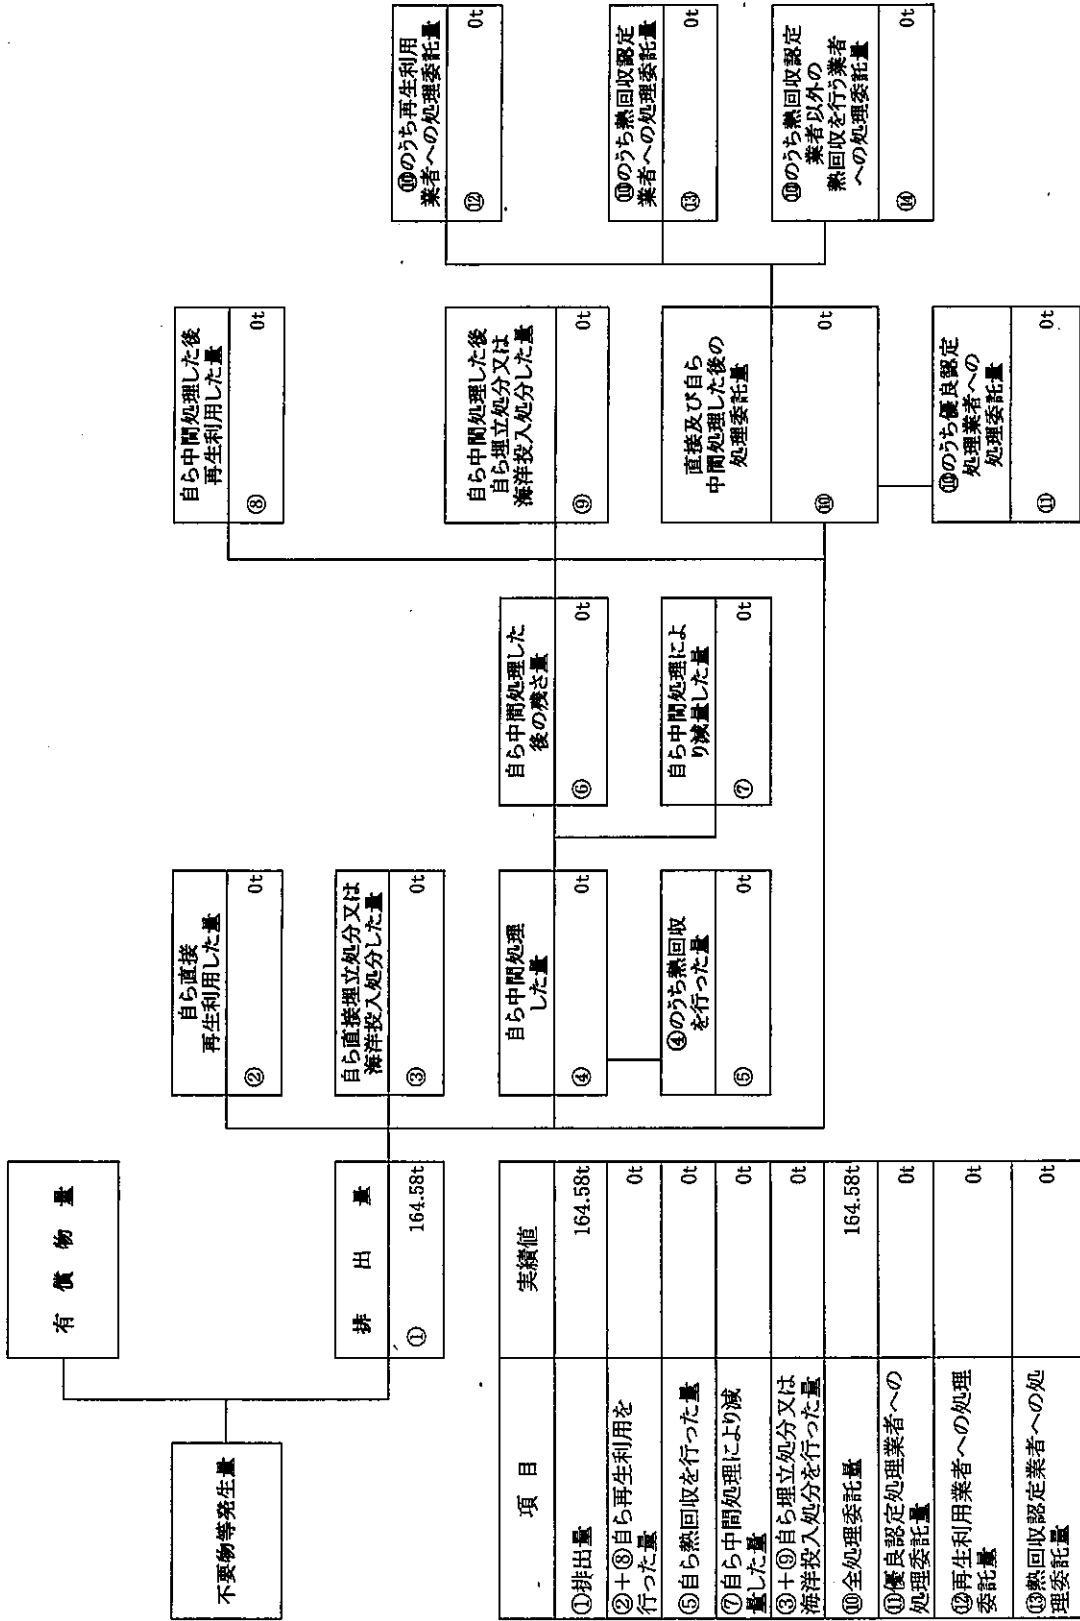 不要物等発生量
有償物量
排出量
① 164.58t
自ら直接
再生利用した量
② 0t
自ら直接埋立処分又は
海洋投入処分した量
③ 0t
自ら中間処理
した量
④ 0t
④のうち熱回収
を行った量
⑤ 0t
自ら中間処理した
後の残さ量
⑥ 0t
自ら中間処理によ
り減量した量
⑦ 0t
自ら中間処理した後
再生利用した量
⑧ 0t
自ら中間処理した後
自ら埋立処分又は
海洋投入処分した量
⑨ 0t
直接及び自ら
中間処理した後の
処理委託量
⑩ 0t
⑩のうち優良認定
処理業者への
処理委託量
⑪ 0t
⑩のうち再生利用
業者への処理委託量
⑫ 0t
⑩のうち熱回収認定
業者への処理委託量
⑬ 0t
⑩のうち熱回収認定
業者以外の
熱回収を行う業者
への処理委託量
⑭ 0t
項目 実績値
①排出量 164.58t
②+⑧自ら再生利用を
行った量 0t
⑤自ら熱回収を行った量 0t
⑦自ら中間処理により減
量した量 0t
③+⑨自ら埋立処分又は
海洋投入処分を行った量 0t
⑩全処理委託量 164.58t
⑪優良認定処理業者への
処理委託量 0t
⑫再生利用業者への処理
委託量 0t
⑬熱回収認定業者への処
理委託量 0t